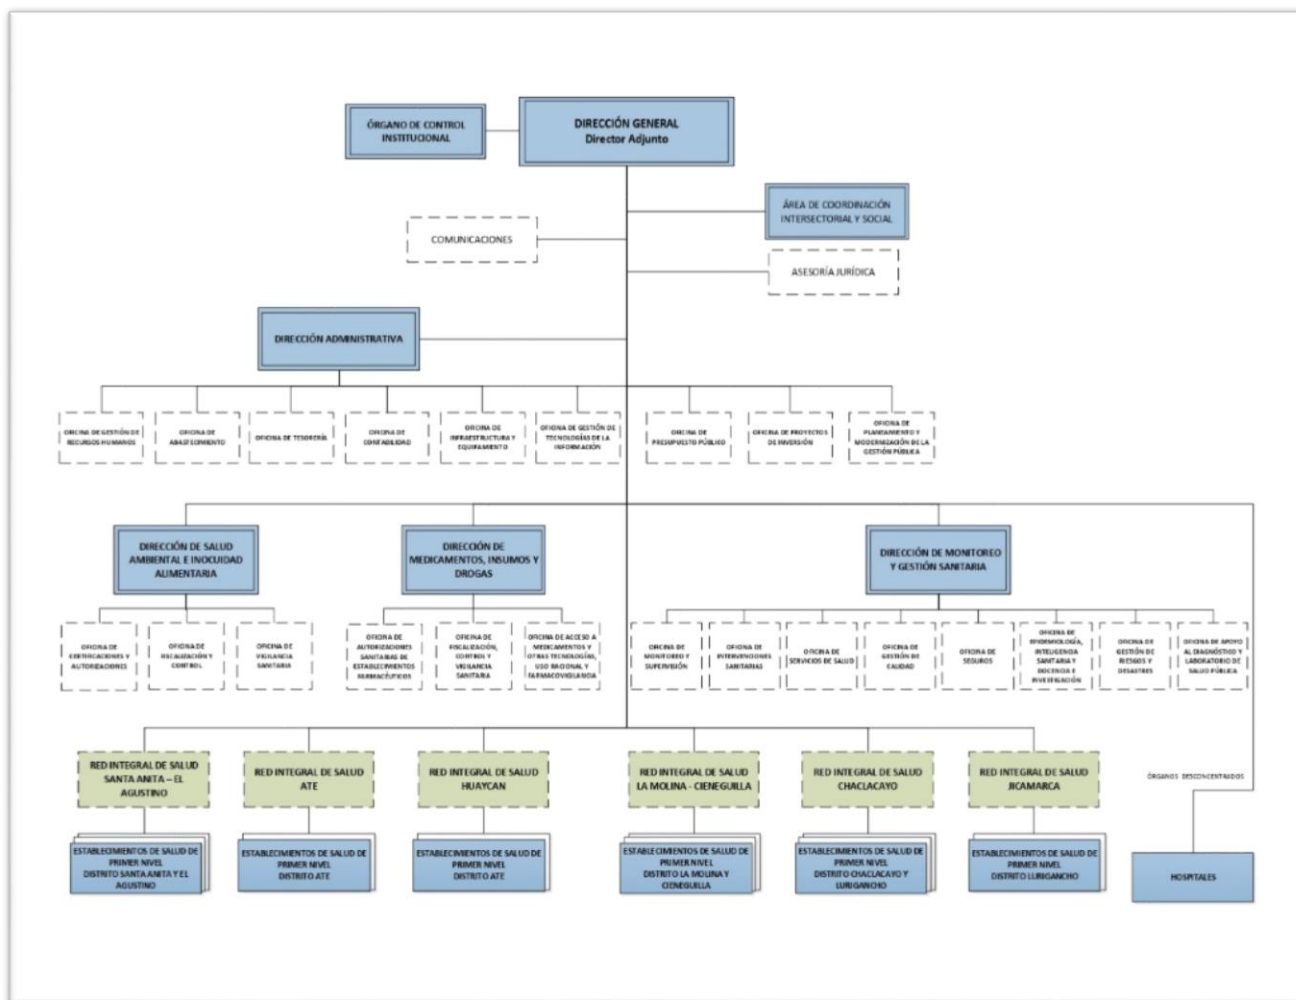 ÓRGANO DE CONTROL
INSTITUCIONAL
DIRECCIÓN GENERAL
Director Adjunto
ÁREA DE COORDINACIÓN
INTERSECTORIAL Y SOCIAL
COMUNICACIONES
ASESORÍA JURÍDICA
DIRECCIÓN ADMINISTRATIVA
OFICINA DE GESTIÓN DE
RECURSOS HUMANOS
OFICINA DE
ABASTECIMIENTO
OFICINA DE TESORERÍA
OFICINA DE
CONTABILIDAD
OFICINA DE
INFRAESTRUCTURA Y
EQUIPAMIENTO
OFICINA DE GESTIÓN DE
TECNOLOGÍAS DE LA
INFORMACIÓN
OFICINA DE
PRESUPUESTO PÚBLICO
OFICINA DE PROYECTOS
DE INVERSIÓN
OFICINA DE
PLANEAMIENTO Y
MODERNIZACIÓN DE LA
GESTIÓN PÚBLICA
DIRECCIÓN DE SALUD
AMBIENTAL E INOCUIDAD
ALIMENTARIA
DIRECCIÓN DE
MEDICAMENTOS, INSUMOS Y
DROGAS
DIRECCIÓN DE MONITOREO
Y GESTIÓN SANITARIA
OFICINA DE
CERTIFICACIONES Y
AUTORIZACIONES
OFICINA DE
FISCALIZACIÓN Y
CONTROL
OFICINA DE
VIGILANCIA
SANITARIA
OFICINA DE
AUTORIZACIONES
SANITARIAS DE
ESTABLECIMIENTOS
FARMACÉUTICOS
OFICINA DE
FISCALIZACIÓN,
CONTROL Y
VIGILANCIA
SANITARIA
OFICINA DE ACCESO A
MEDICAMENTOS Y
OTRAS TECNOLOGÍAS,
USO RACIONAL Y
FARMACOVIGILANCIA
OFICINA DE
MONITOREO Y
SUPERVISIÓN
OFICINA DE
INTERVENCIONES
SANITARIAS
OFICINA DE
SERVICIOS DE SALUD
OFICINA DE
GESTIÓN DE
CALIDAD
OFICINA DE
SEGUROS
OFICINA DE
EPIDEMIOLOGÍA,
INTELIGENCIA
SANITARIA Y
DOCENCIA E
INVESTIGACIÓN
OFICINA DE
GESTIÓN DE
RIESGOS Y
DESASTRES
OFICINA DE APOYO
AL DIAGNÓSTICO Y
LABORATORIO DE
SALUD PÚBLICA
RED INTEGRAL DE SALUD
SANTA ANITA – EL
AGUSTINO
RED INTEGRAL DE SALUD
ATE
RED INTEGRAL DE SALUD
HUAYCAN
RED INTEGRAL DE SALUD
LA MOLINA - CIENEGUILLA
RED INTEGRAL DE SALUD
CHACLACAYO
RED INTEGRAL DE SALUD
JICAMARCA
ÓRGANOS DESCONCENTRADOS
ESTABLECIMIENTOS DE SALUD DE
PRIMER NIVEL
DISTRITO SANTA ANITA Y EL
AGUSTINO
ESTABLECIMIENTOS DE SALUD DE
PRIMER NIVEL
DISTRITO ATE
ESTABLECIMIENTOS DE SALUD DE
PRIMER NIVEL
DISTRITO ATE
ESTABLECIMIENTOS DE SALUD DE
PRIMER NIVEL
DISTRITO LA MOLINA Y
CIENEGUILLA
ESTABLECIMIENTOS DE SALUD DE
PRIMER NIVEL
DISTRITO CHACLACAYO Y
LURIGANCHO
ESTABLECIMIENTOS DE SALUD DE
PRIMER NIVEL
DISTRITO LURIGANCHO
HOSPITALES